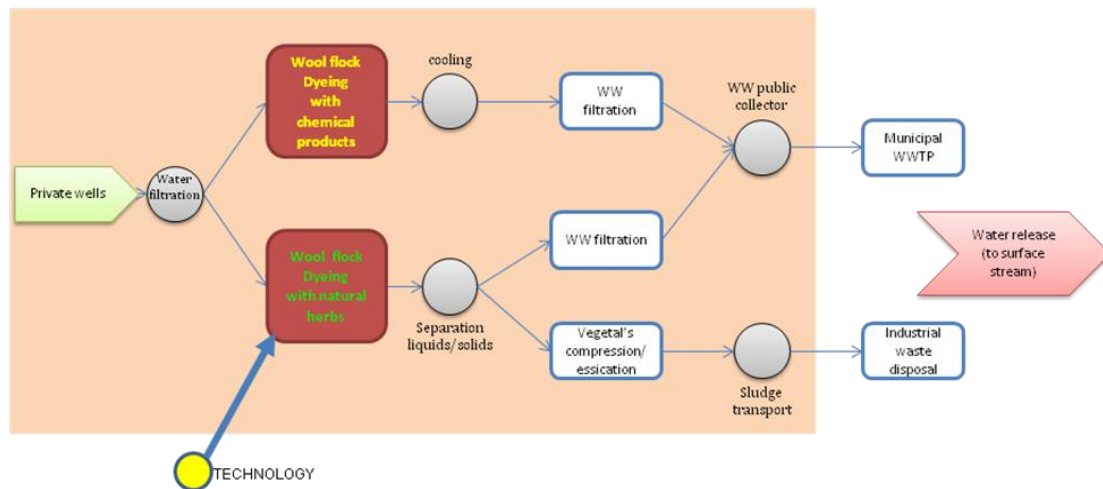 Wool flock
Dyeing
with
chemical
products
cooling
WW
filtration
WW public
collector
Municipal
WWTP
Private wells
Water
filtration
Wool flock
Dyeing
with natural
herbs
Separation
liquids/solids
WW filtration
Vegetal's
compression/
essication
Sludge
transport
Industrial
waste
disposal
Water release
(to surface
stream)
TECHNOLOGY